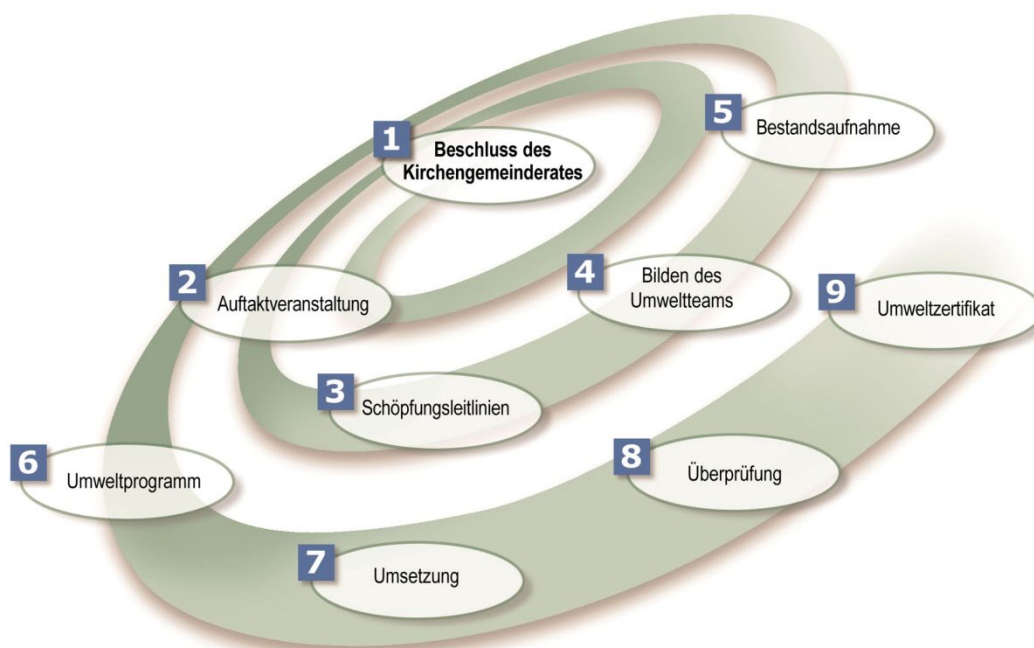 1
Beschluss des
Kirchengemeinderates
2
Auftaktveranstaltung
3
Schöpfungsleitlinien
4
Bilden des
Umweltteams
5
Bestandsaufnahme
6
Umweltprogramm
7
Umsetzung
8
Überprüfung
9
Umweltzertifikat